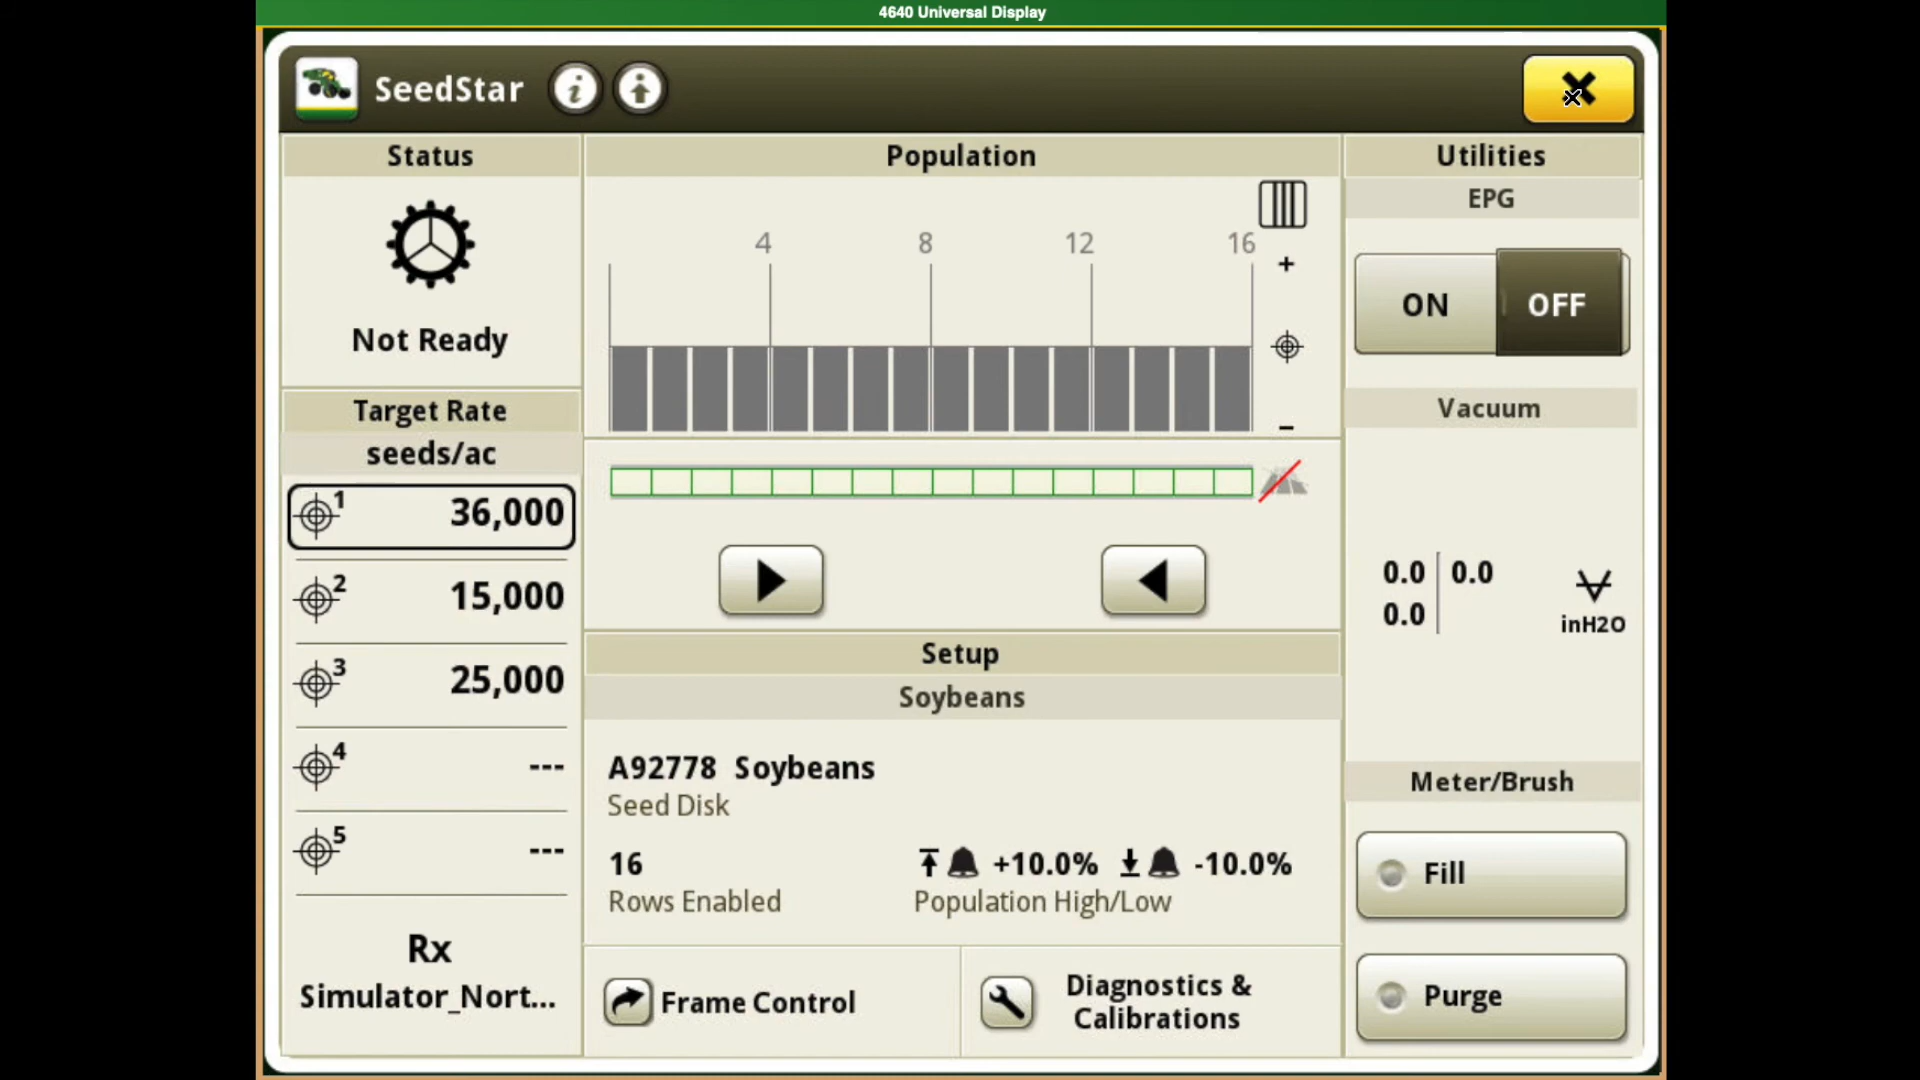 4640 Universal Display
SeedStar
Status
Not Ready
Target Rate
seeds/ac
1 36,000
2 15,000
3 25,000
4 ---
5 ---
Rx
Simulator_Nort...
Population
4 8 12 16
+
-
Setup
Soybeans
A92778 Soybeans
Seed Disk
16
Rows Enabled
+10.0% -10.0%
Population High/Low
Frame Control
Diagnostics &
Calibrations
Utilities
EPG
ON OFF
Vacuum
0.0 0.0
0.0
inH2O
Meter/Brush
Fill
Purge